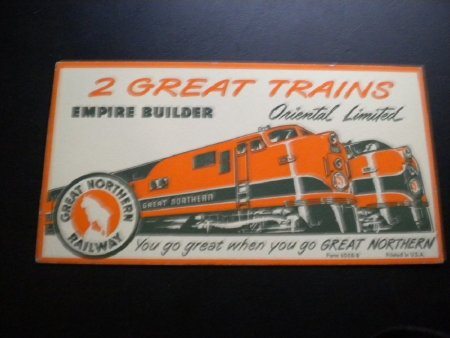 2 GREAT TRAINS
EMPIRE BUILDER
Oriental Limited
GREAT NORTHERN
GREAT NORTHERN
RAILWAY
You go great when you go GREAT NORTHERN
Printed in U.S.A.